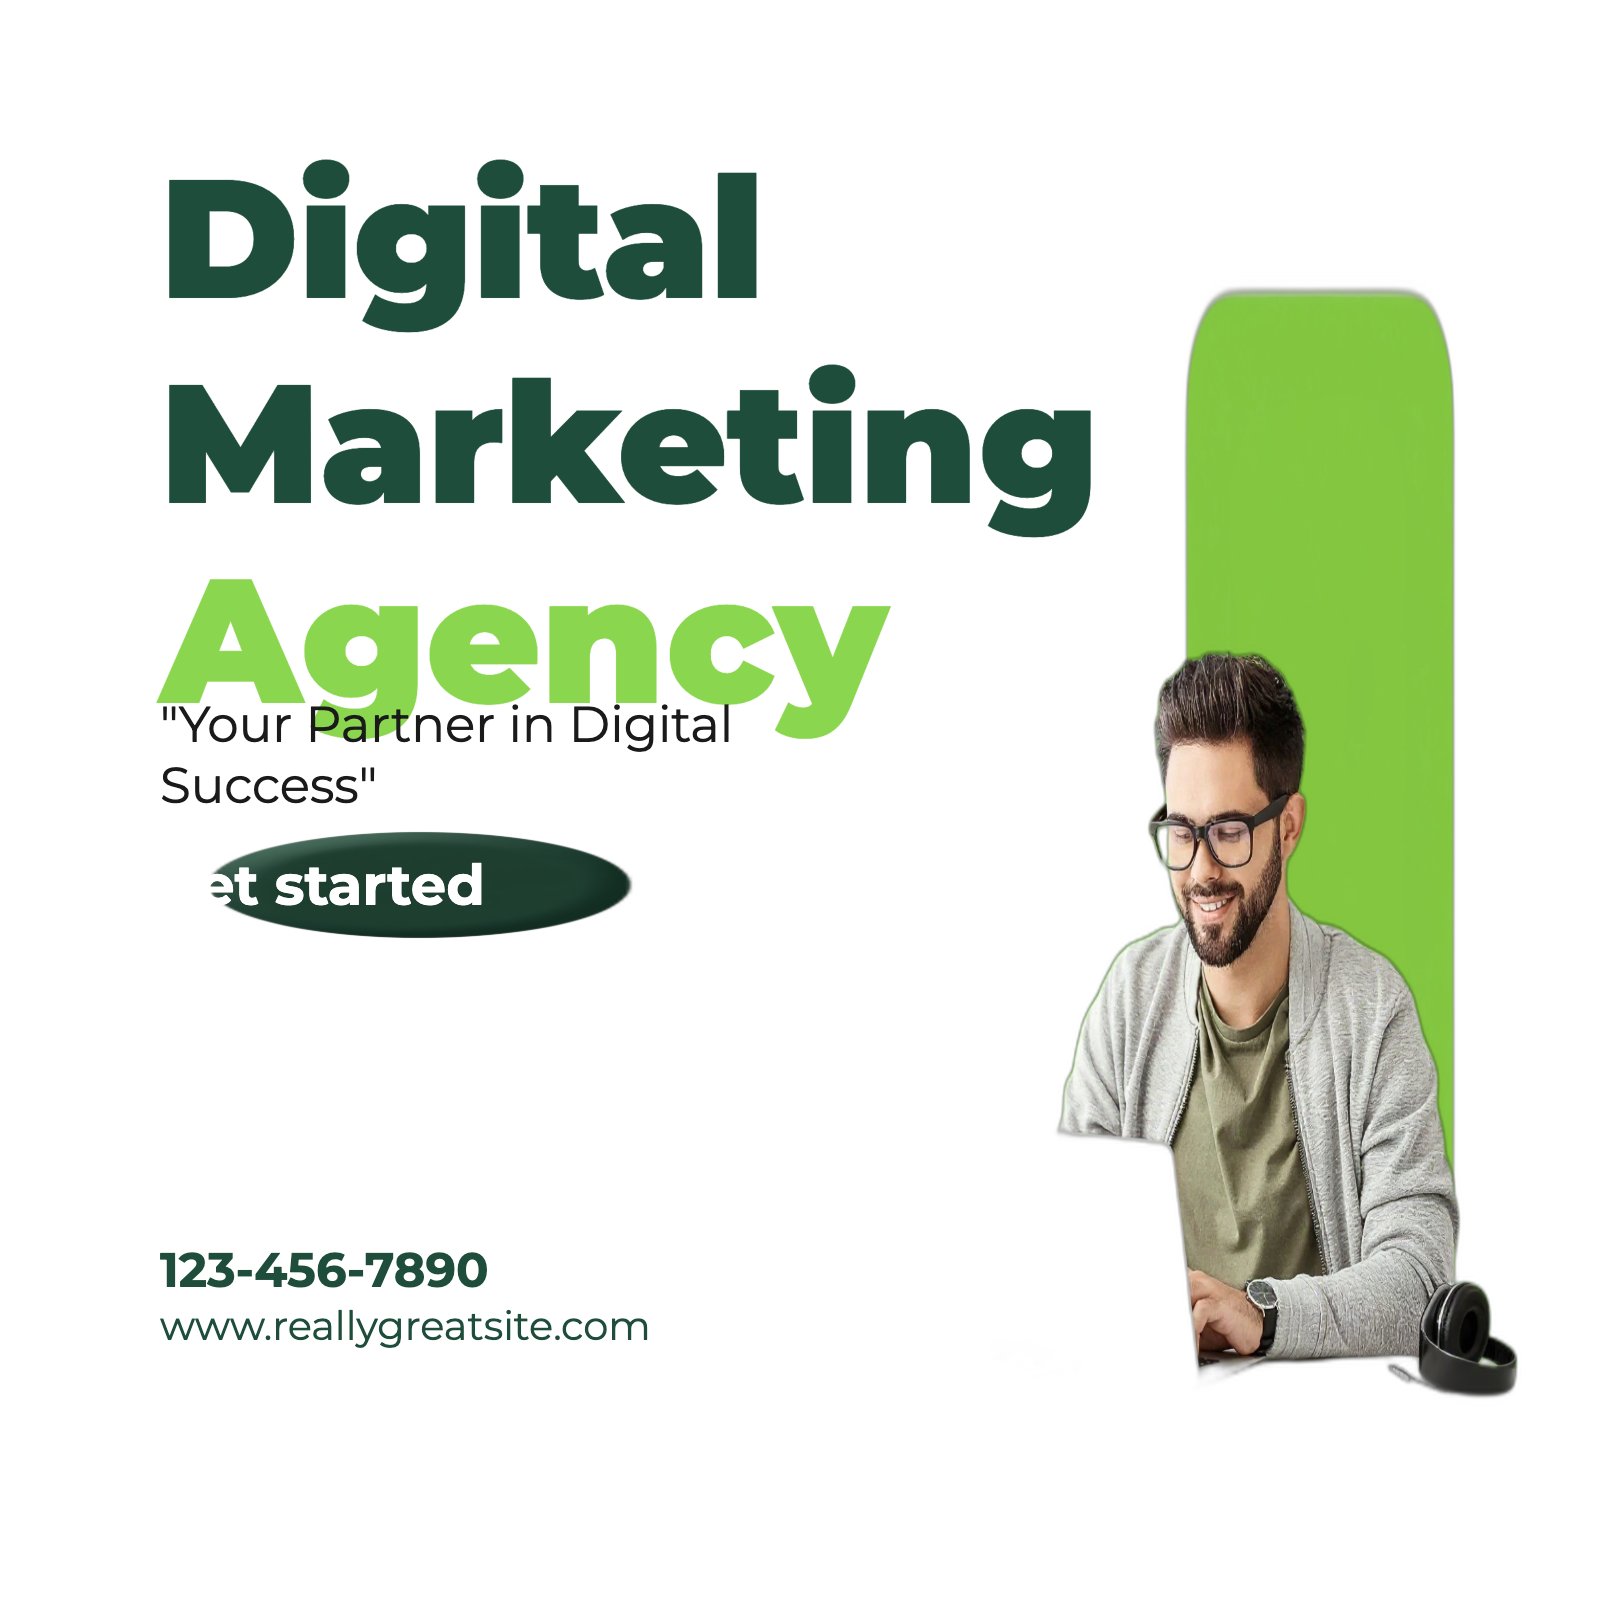 Digital
Marketing
Agency
"Your Partner in Digital
Success"
et started
123-456-7890
www.reallygreatsite.com